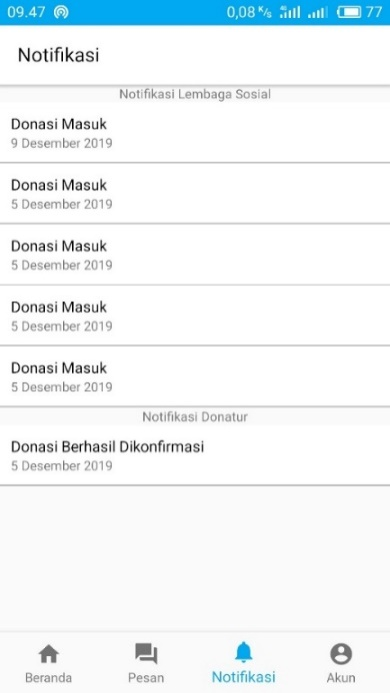 09.47 0,08 K/s 77
Notifikasi
Notifikasi Lembaga Sosial
Donasi Masuk
9 Desember 2019
Donasi Masuk
5 Desember 2019
Donasi Masuk
5 Desember 2019
Donasi Masuk
5 Desember 2019
Donasi Masuk
5 Desember 2019
Notifikasi Donatur
Donasi Berhasil Dikonfirmasi
5 Desember 2019
Beranda Pesan Notifikasi Akun